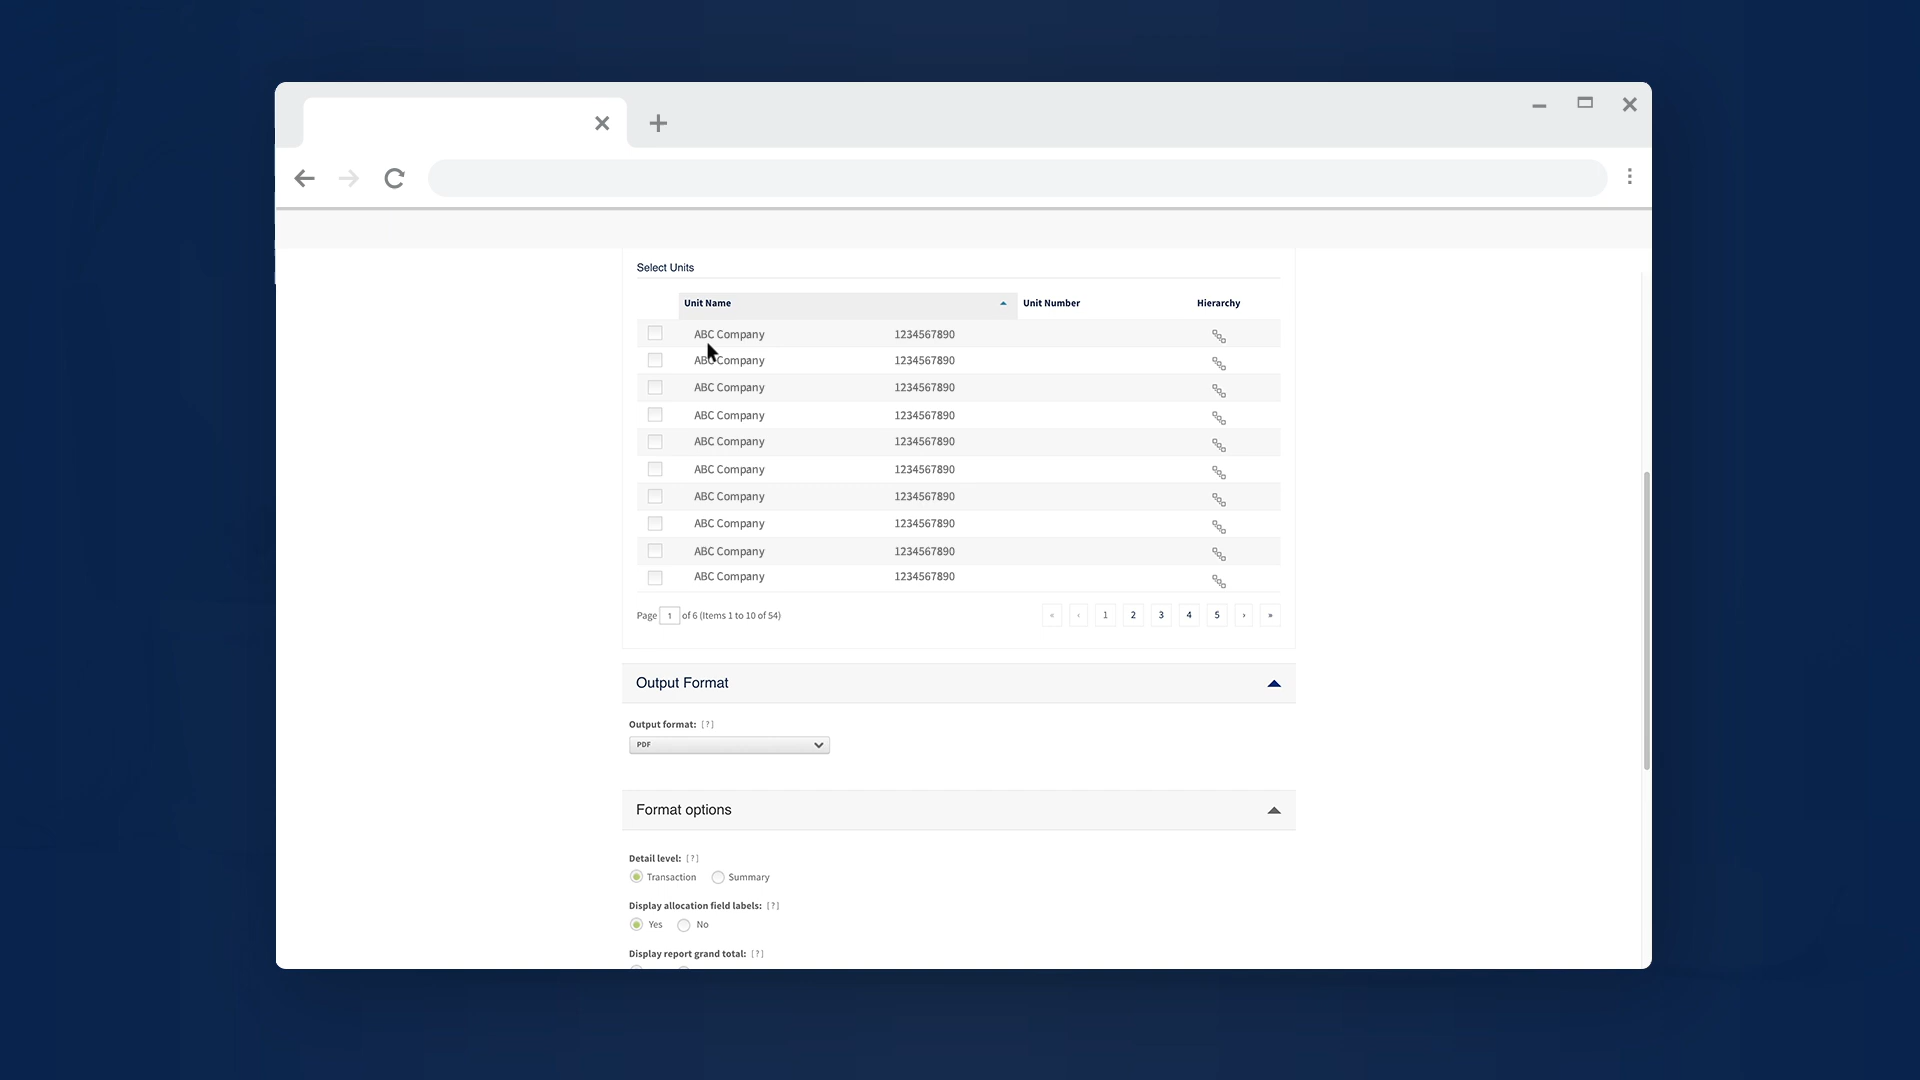 Select Units
Unit Name Unit Number Hierarchy
ABC Company 1234567890
ABC Company 1234567890
ABC Company 1234567890
ABC Company 1234567890
ABC Company 1234567890
ABC Company 1234567890
ABC Company 1234567890
ABC Company 1234567890
ABC Company 1234567890
ABC Company 1234567890
Page 1 of 6 (Items 1 to 10 of 54) « ‹ 1 2 3 4 5 › »
Output Format
Output format: [?]
PDF
Format options
Detail level: [?]
Transaction Summary
Display allocation field labels: [?]
Yes No
Display report grand total: [?]